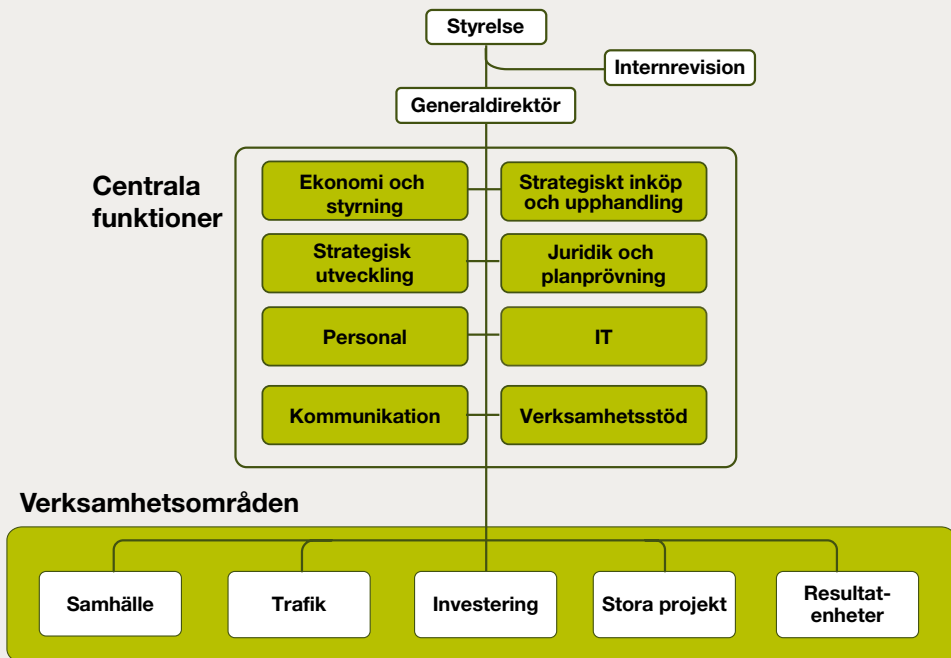 Styrelse
Internrevision
Generaldirektör
Centrala
funktioner
Ekonomi och
styrning
Strategiskt inköp
och upphandling
Strategisk
utveckling
Juridik och
planprövning
Personal
IT
Kommunikation
Verksamhetsstöd
Verksamhetsområden
Samhälle
Trafik
Investering
Stora projekt
Resultat-
enheter